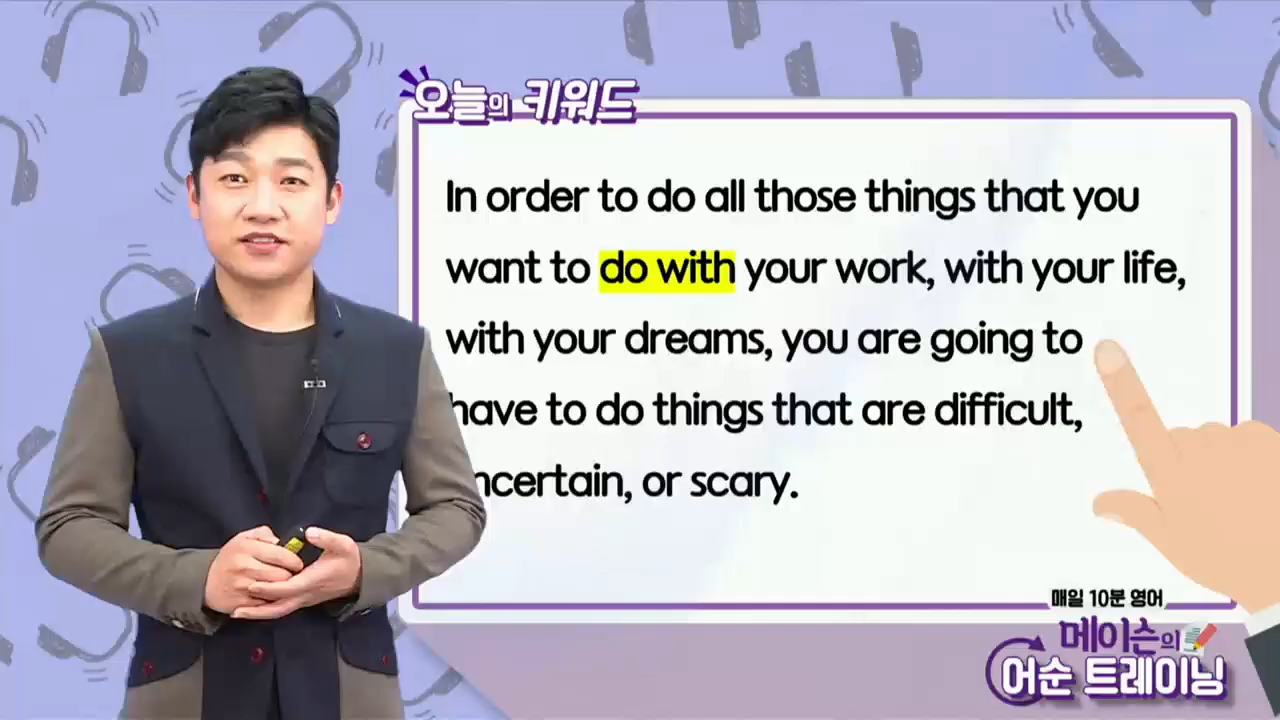 오늘의 키워드
In order to do all those things that you
want to do with your work, with your life,
with your dreams, you are going to
have to do things that are difficult,
ncertain, or scary.
매일 10분 영어
메이슨의
어순 트레이닝